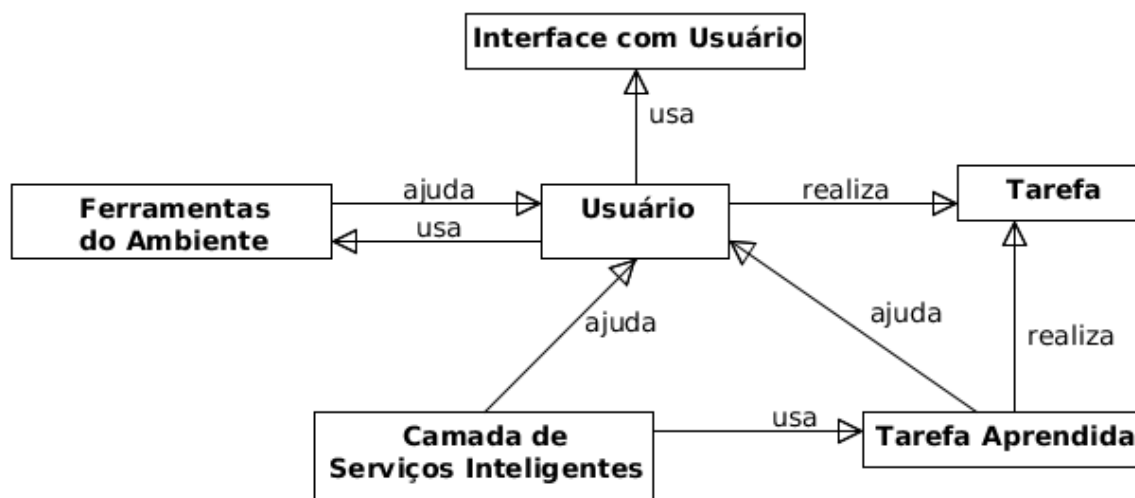 Interface com Usuário
usa
Ferramentas
do Ambiente
ajuda
usa
Usuário
realiza
Tarefa
ajuda
ajuda
realiza
Camada de
Serviços Inteligentes
usa
Tarefa Aprendida